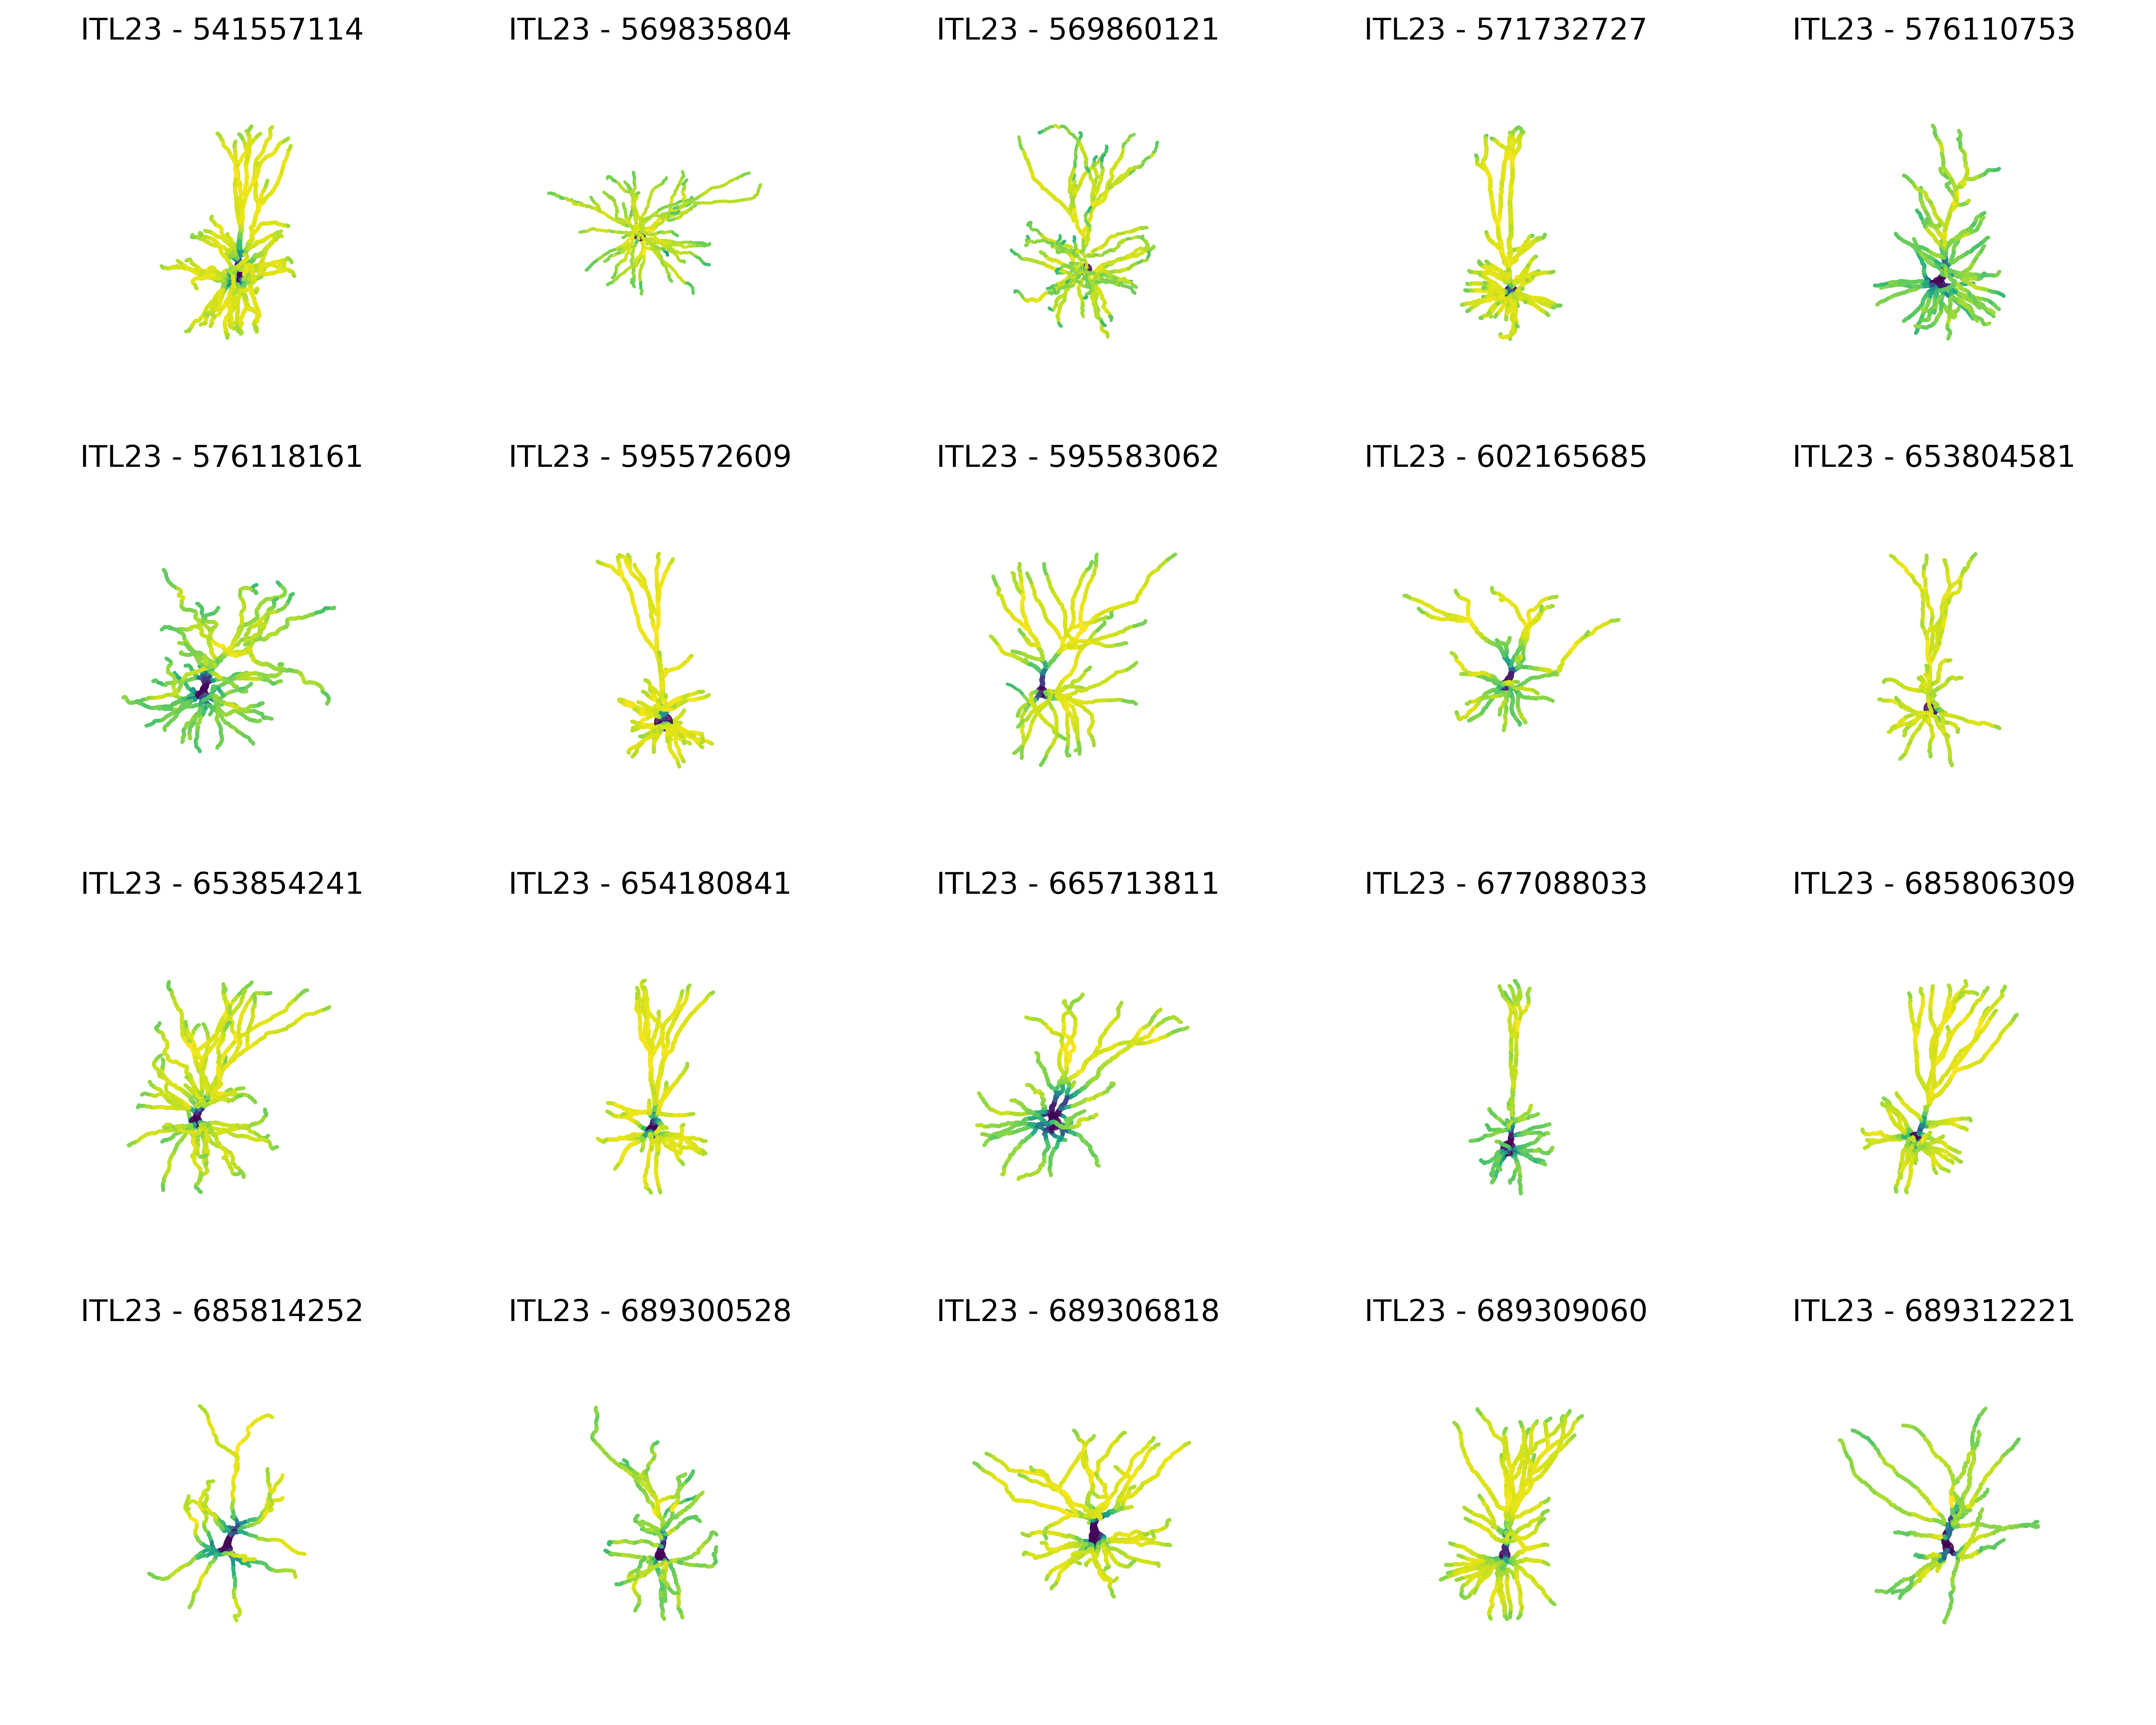 ITL23 - 541557114
ITL23 - 569835804
ITL23 - 569860121
ITL23 - 571732727
ITL23 - 576110753
ITL23 - 576118161
ITL23 - 595572609
ITL23 - 595583062
ITL23 - 602165685
ITL23 - 653804581
ITL23 - 653854241
ITL23 - 654180841
ITL23 - 665713811
ITL23 - 677088033
ITL23 - 685806309
ITL23 - 685814252
ITL23 - 689300528
ITL23 - 689306818
ITL23 - 689309060
ITL23 - 689312221